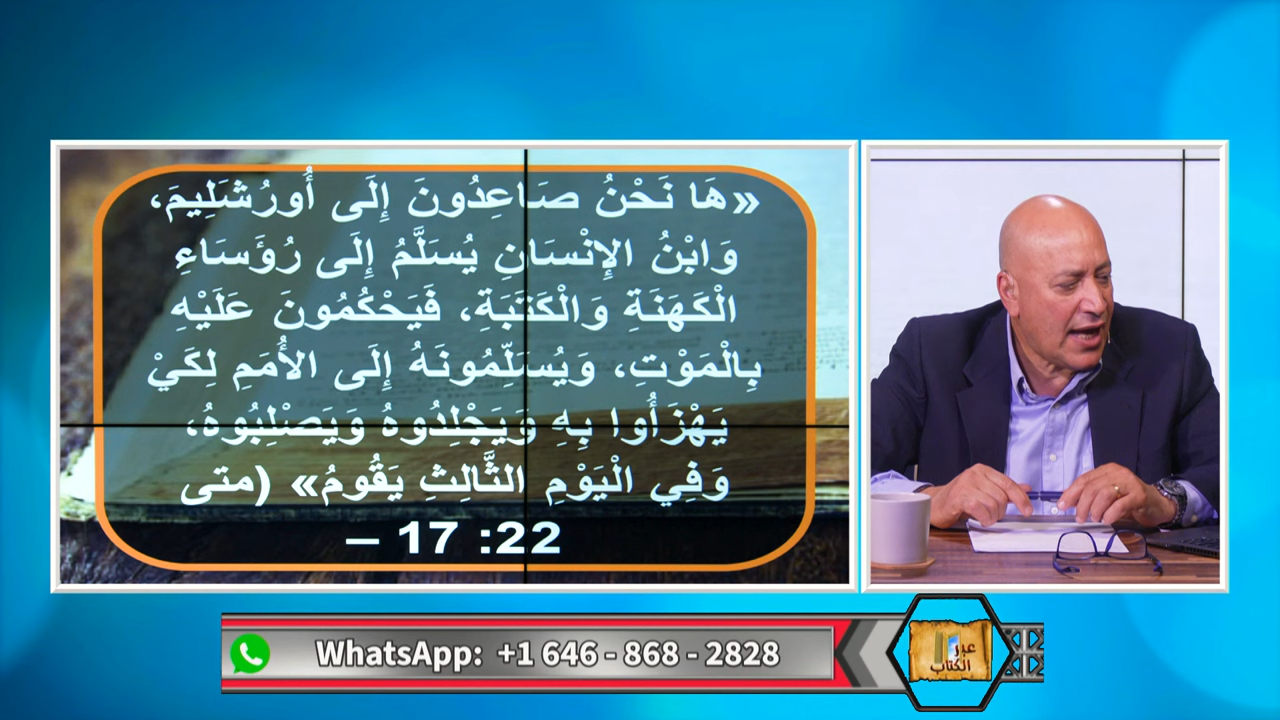 «هَا نَحْنُ صَاعِدُونَ إِلَى أُورُشَلِيمَ،
وَابْنُ الإِنْسَانِ يُسَلَّمُ إِلَى رُؤَسَاءِ
الْكَهَنَةِ وَالْكَتَبَةِ، فَيَحْكُمُونَ عَلَيْهِ
بِالْمَوْتِ، وَيُسَلِّمُونَهُ إِلَى الأُمَمِ لِكَيْ
يَهْزَأُوا بِهِ وَيَجْلِدُوهُ وَيَصْلِبُوهُ،
وَفِي الْيَوْمِ الثَّالِثِ يَقُومُ» (متى
– 17 :22
WhatsApp: +1 646 - 868 - 2828
عبر
الكتاب